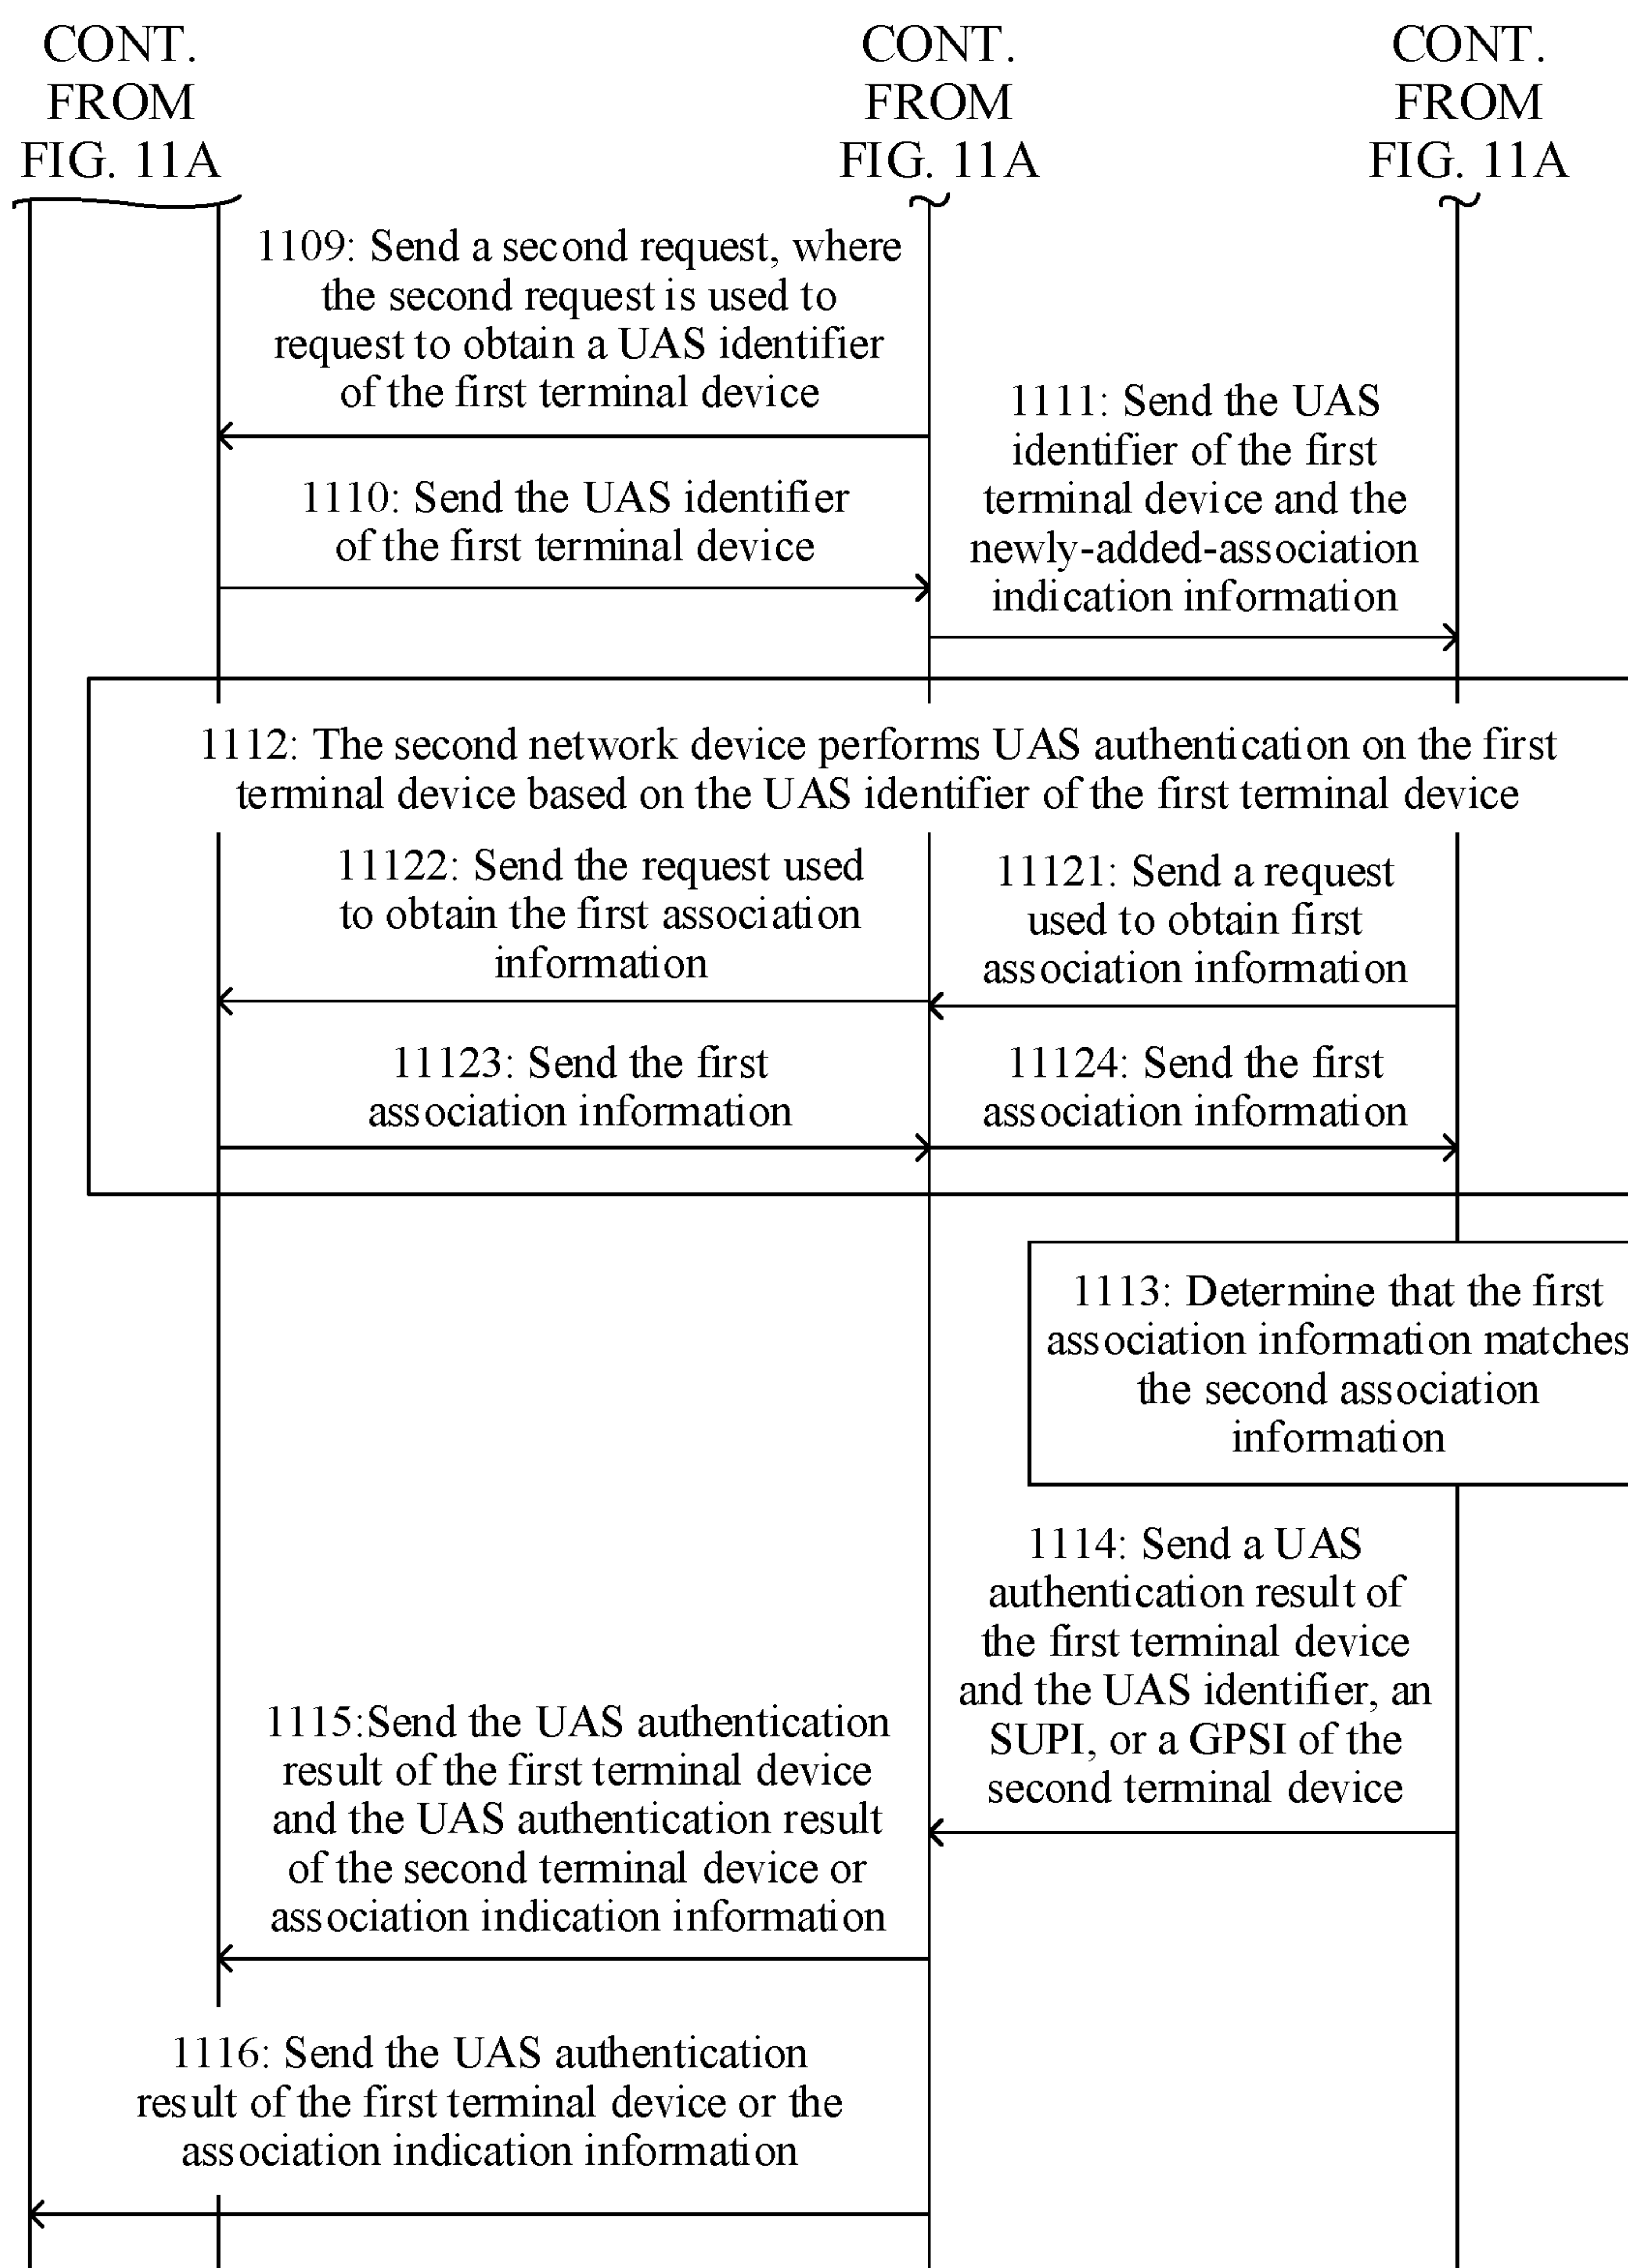 CONT.
FROM
FIG. 11A
CONT.
FROM
FIG. 11A
CONT.
FROM
FIG. 11A
1109: Send a second request, where
the second request is used to
request to obtain a UAS identifier
of the first terminal device
1110: Send the UAS identifier
of the first terminal device
1111: Send the UAS
identifier of the first
terminal device and the
newly-added-association
indication information
1112: The second network device performs UAS authentication on the first
terminal device based on the UAS identifier of the first terminal device
11122: Send the request used
to obtain the first association
information
11121: Send a request
used to obtain first
association information
11123: Send the first
association information
11124: Send the first
association information
1113: Determine that the first
association information matches
the second association
information
1114: Send a UAS
authentication result of
the first terminal device
and the UAS identifier, an
SUPI, or a GPSI of the
second terminal device
1115:Send the UAS authentication
result of the first terminal device
and the UAS authentication result
of the second terminal device or
association indication information
1116: Send the UAS authentication
result of the first terminal device or the
association indication information